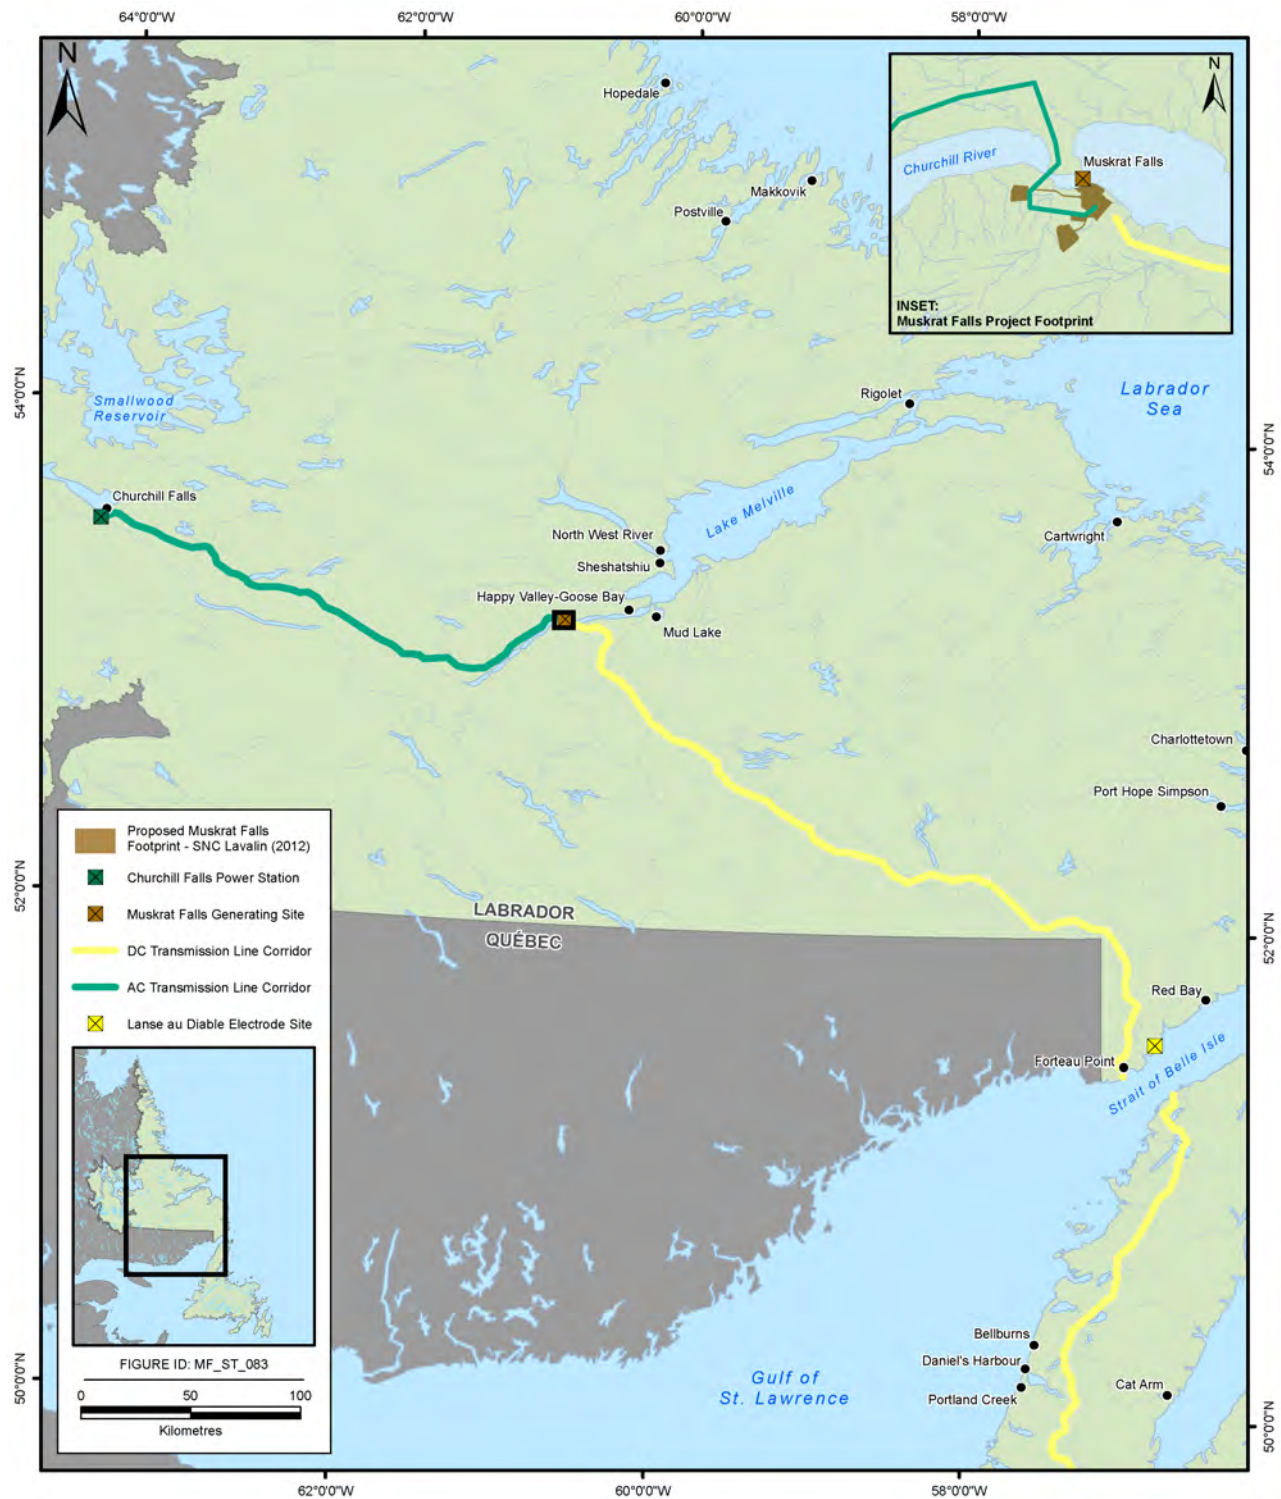 64°0'0"W
62°0'0"W
60°0'0"W
58°0'0"W
N
Hopedale
Makkovik
Postville
N
Churchill River
Muskrat Falls
INSET:
Muskrat Falls Project Footprint
54°0'0"N
Smallwood
Reservoir
Rigolet
Labrador
Sea
54°0'0"N
Churchill Falls
Lake Melville
North West River
Sheshatshiu
Cartwright
Happy Valley-Goose Bay
Mud Lake
Charlottetown
Port Hope Simpson
52°0'0"N
Proposed Muskrat Falls
Footprint - SNC Lavalin (2012)
Churchill Falls Power Station
Muskrat Falls Generating Site
DC Transmission Line Corridor
AC Transmission Line Corridor
Lanse au Diable Electrode Site
LABRADOR
QUÉBEC
52°0'0"N
Red Bay
Forteau Point
Strait of Belle Isle
FIGURE ID: MF_ST_083
0 50 100
Kilometres
50°0'0"N
Gulf of
St. Lawrence
Bellburns
Daniel's Harbour
Portland Creek
Cat Arm
50°0'0"N
62°0'0"W
60°0'0"W
58°0'0"W